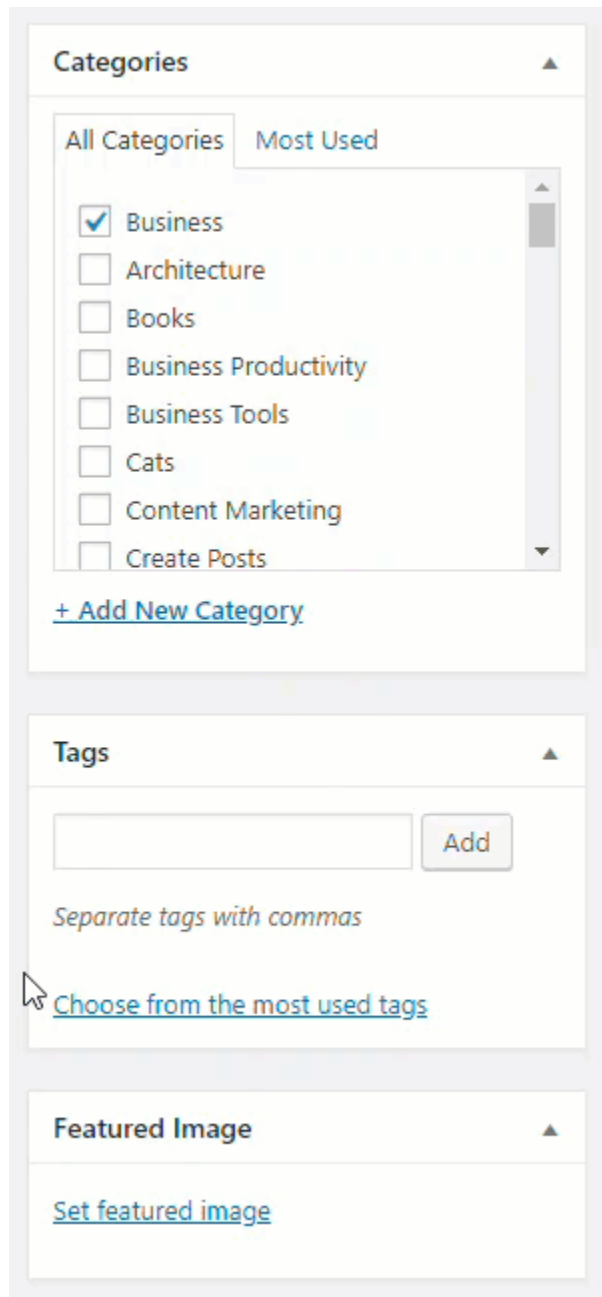 Categories
All Categories Most Used
Business
Architecture
Books
Business Productivity
Business Tools
Cats
Content Marketing
Create Posts
+ Add New Category
Tags
Add
Separate tags with commas
Choose from the most used tags
Featured Image
Set featured image